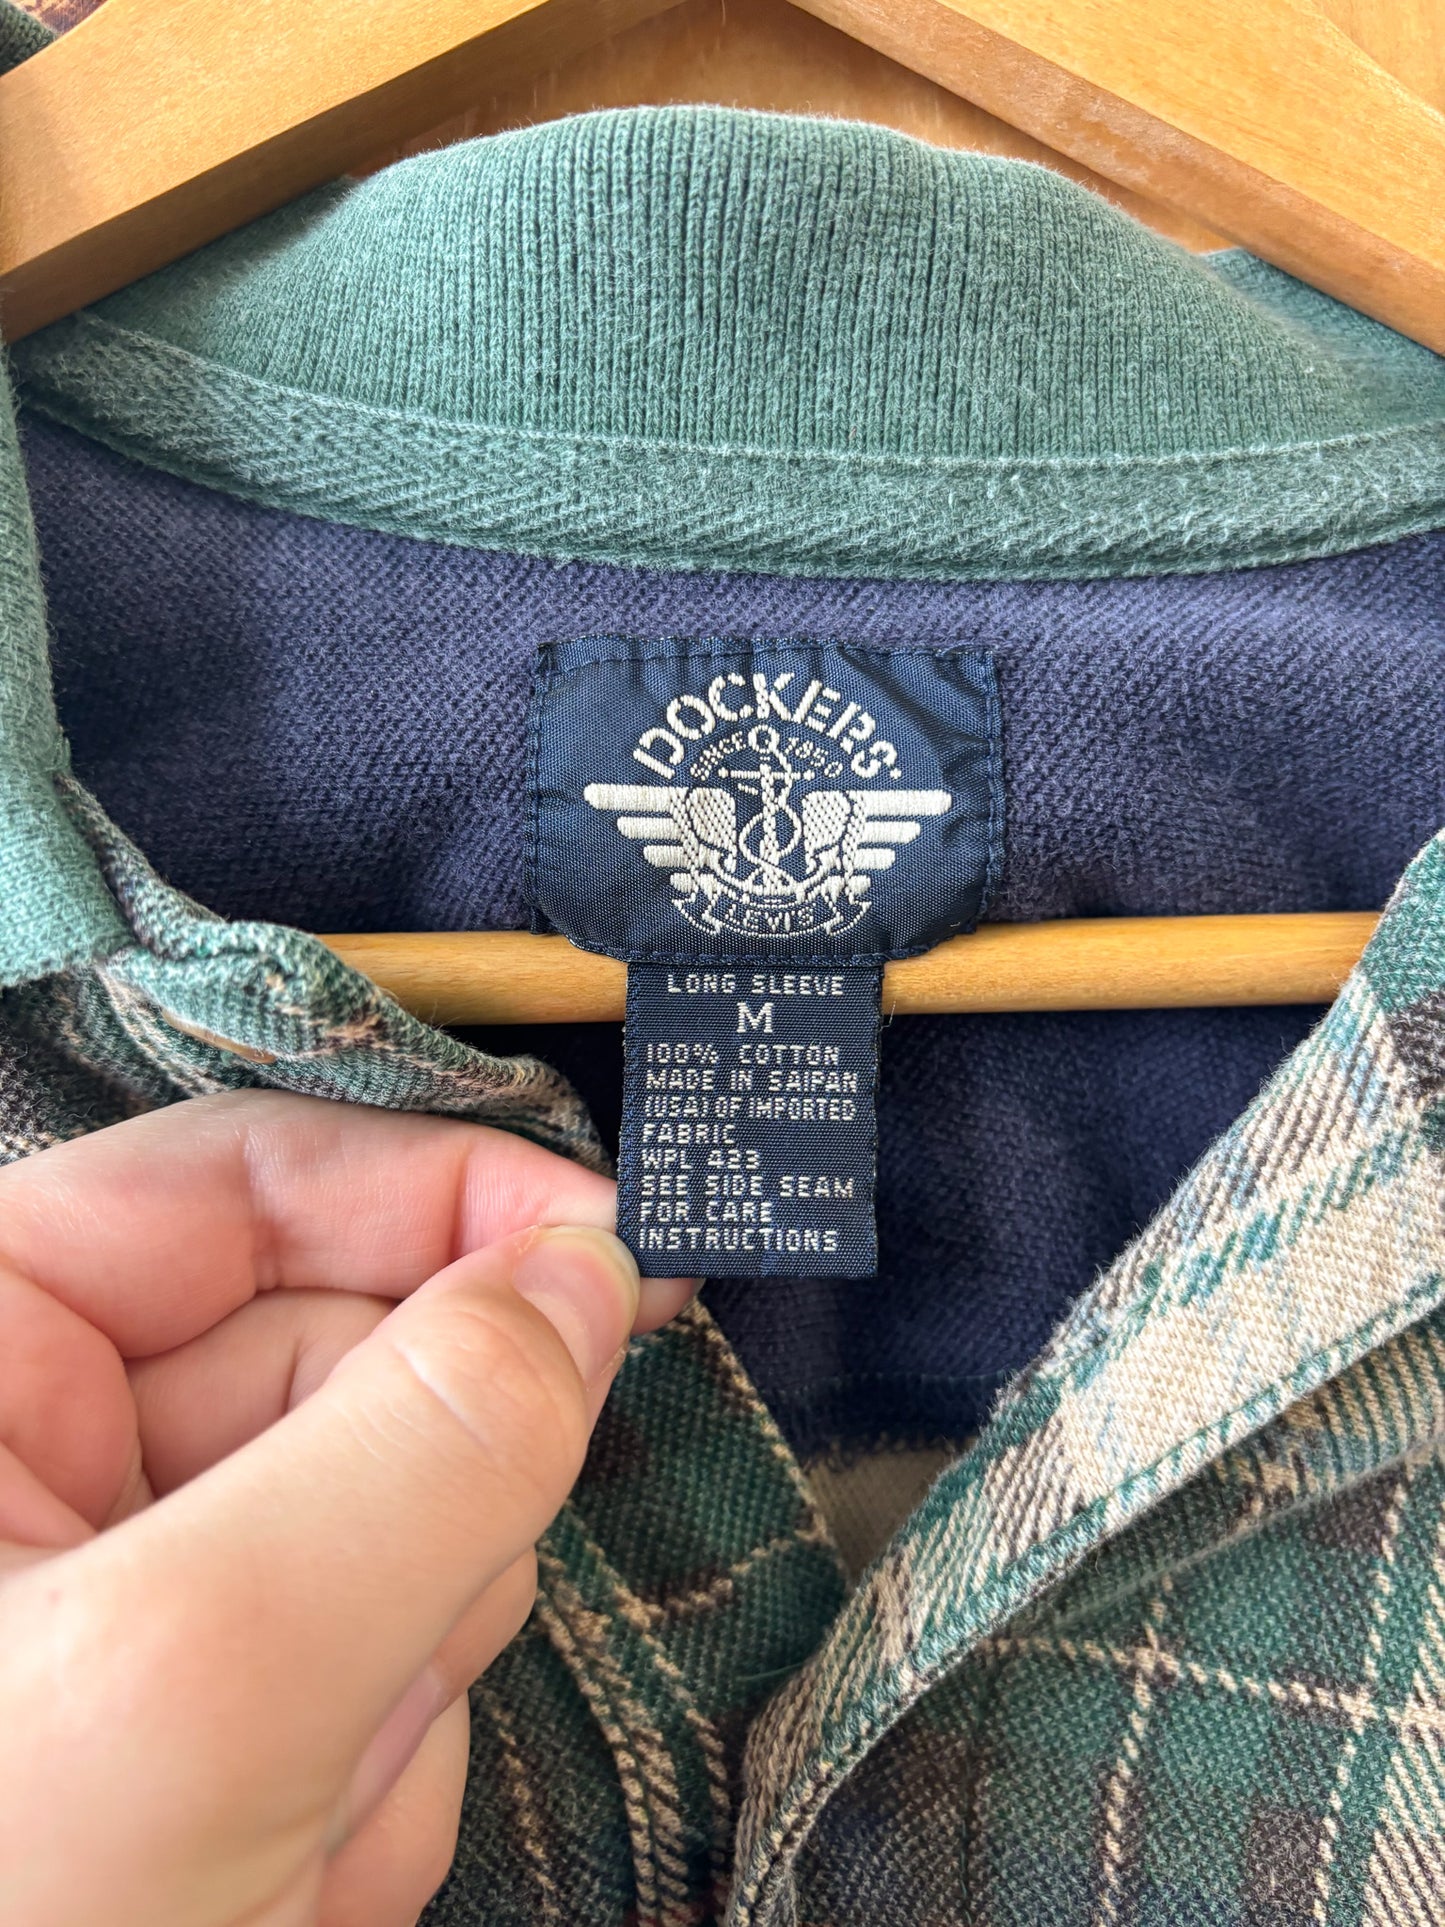 DOCKERS
SINCE 1850
LEVI'S
LONG SLEEVE
M
100% COTTON
MADE IN SAIPAN
(USA) OF IMPORTED
FABRIC
WPL 423
SEE SIDE SEAM
FOR CARE
INSTRUCTIONS